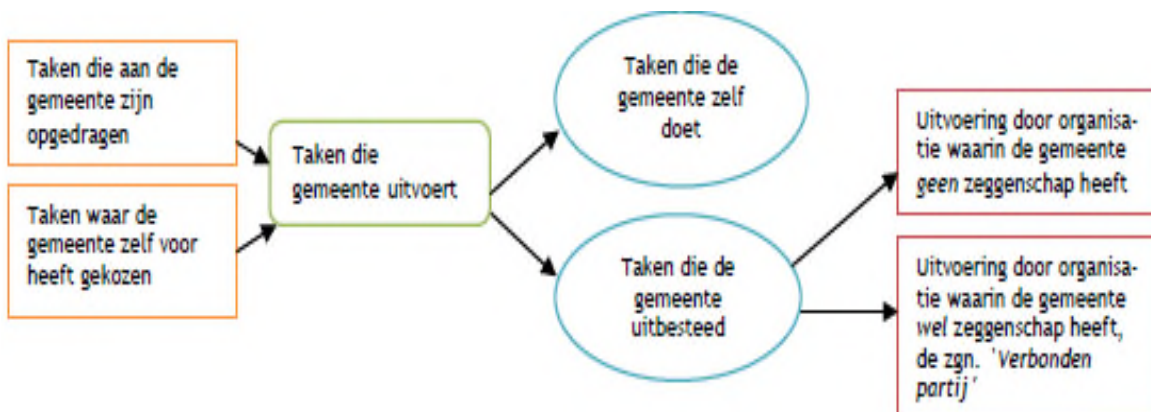 Taken die aan de
gemeente zijn
opgedragen
Taken waar de
gemeente zelf voor
heeft gekozen
Taken die
gemeente uitvoert
Taken die de
gemeente zelf
doet
Taken die de
gemeente
uitbesteed
Uitvoering door organisa-
tie waarin de gemeente
geen zeggenschap heeft
Uitvoering door organisa-
tie waarin de gemeente
wel zeggenschap heeft,
de zgn. 'Verbonden
partij'